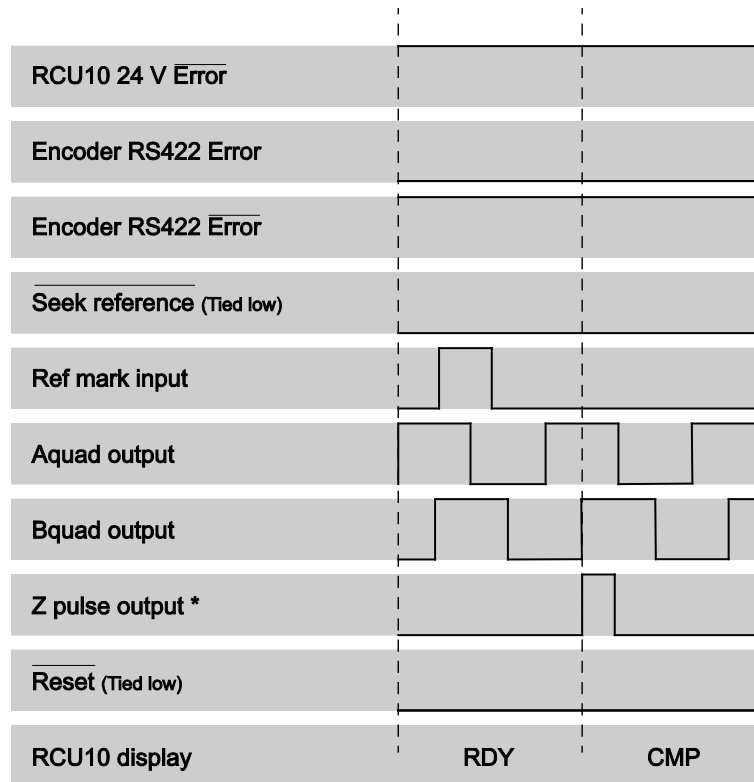 RCU10 24 V Error
Encoder RS422 Error
Encoder RS422 Error
Seek reference (Tied low)
Ref mark input
Aquad output
Bquad output
Z pulse output *
Reset (Tied low)
RCU10 display RDY CMP